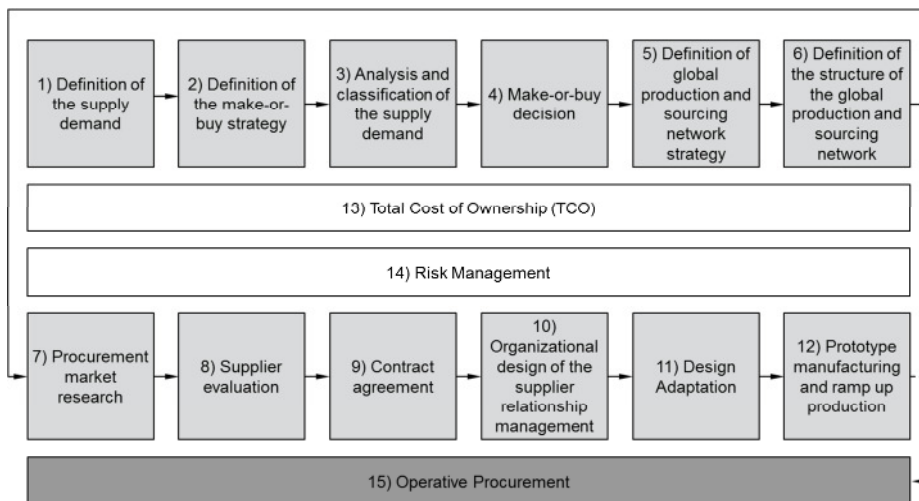 1) Definition of
the supply
demand
2) Definition of
the make-or-
buy strategy
3) Analysis and
classification of
the supply
demand
4) Make-or-buy
decision
5) Definition of
global
production and
sourcing
network
strategy
6) Definition of
the structure of
the global
production and
sourcing
network
13) Total Cost of Ownership (TCO)
14) Risk Management
7) Procurement
market
research
8) Supplier
evaluation
9) Contract
agreement
10)
Organizational
design of the
supplier
relationship
management
11) Design
Adaptation
12) Prototype
manufacturing
and ramp up
production
15) Operative Procurement